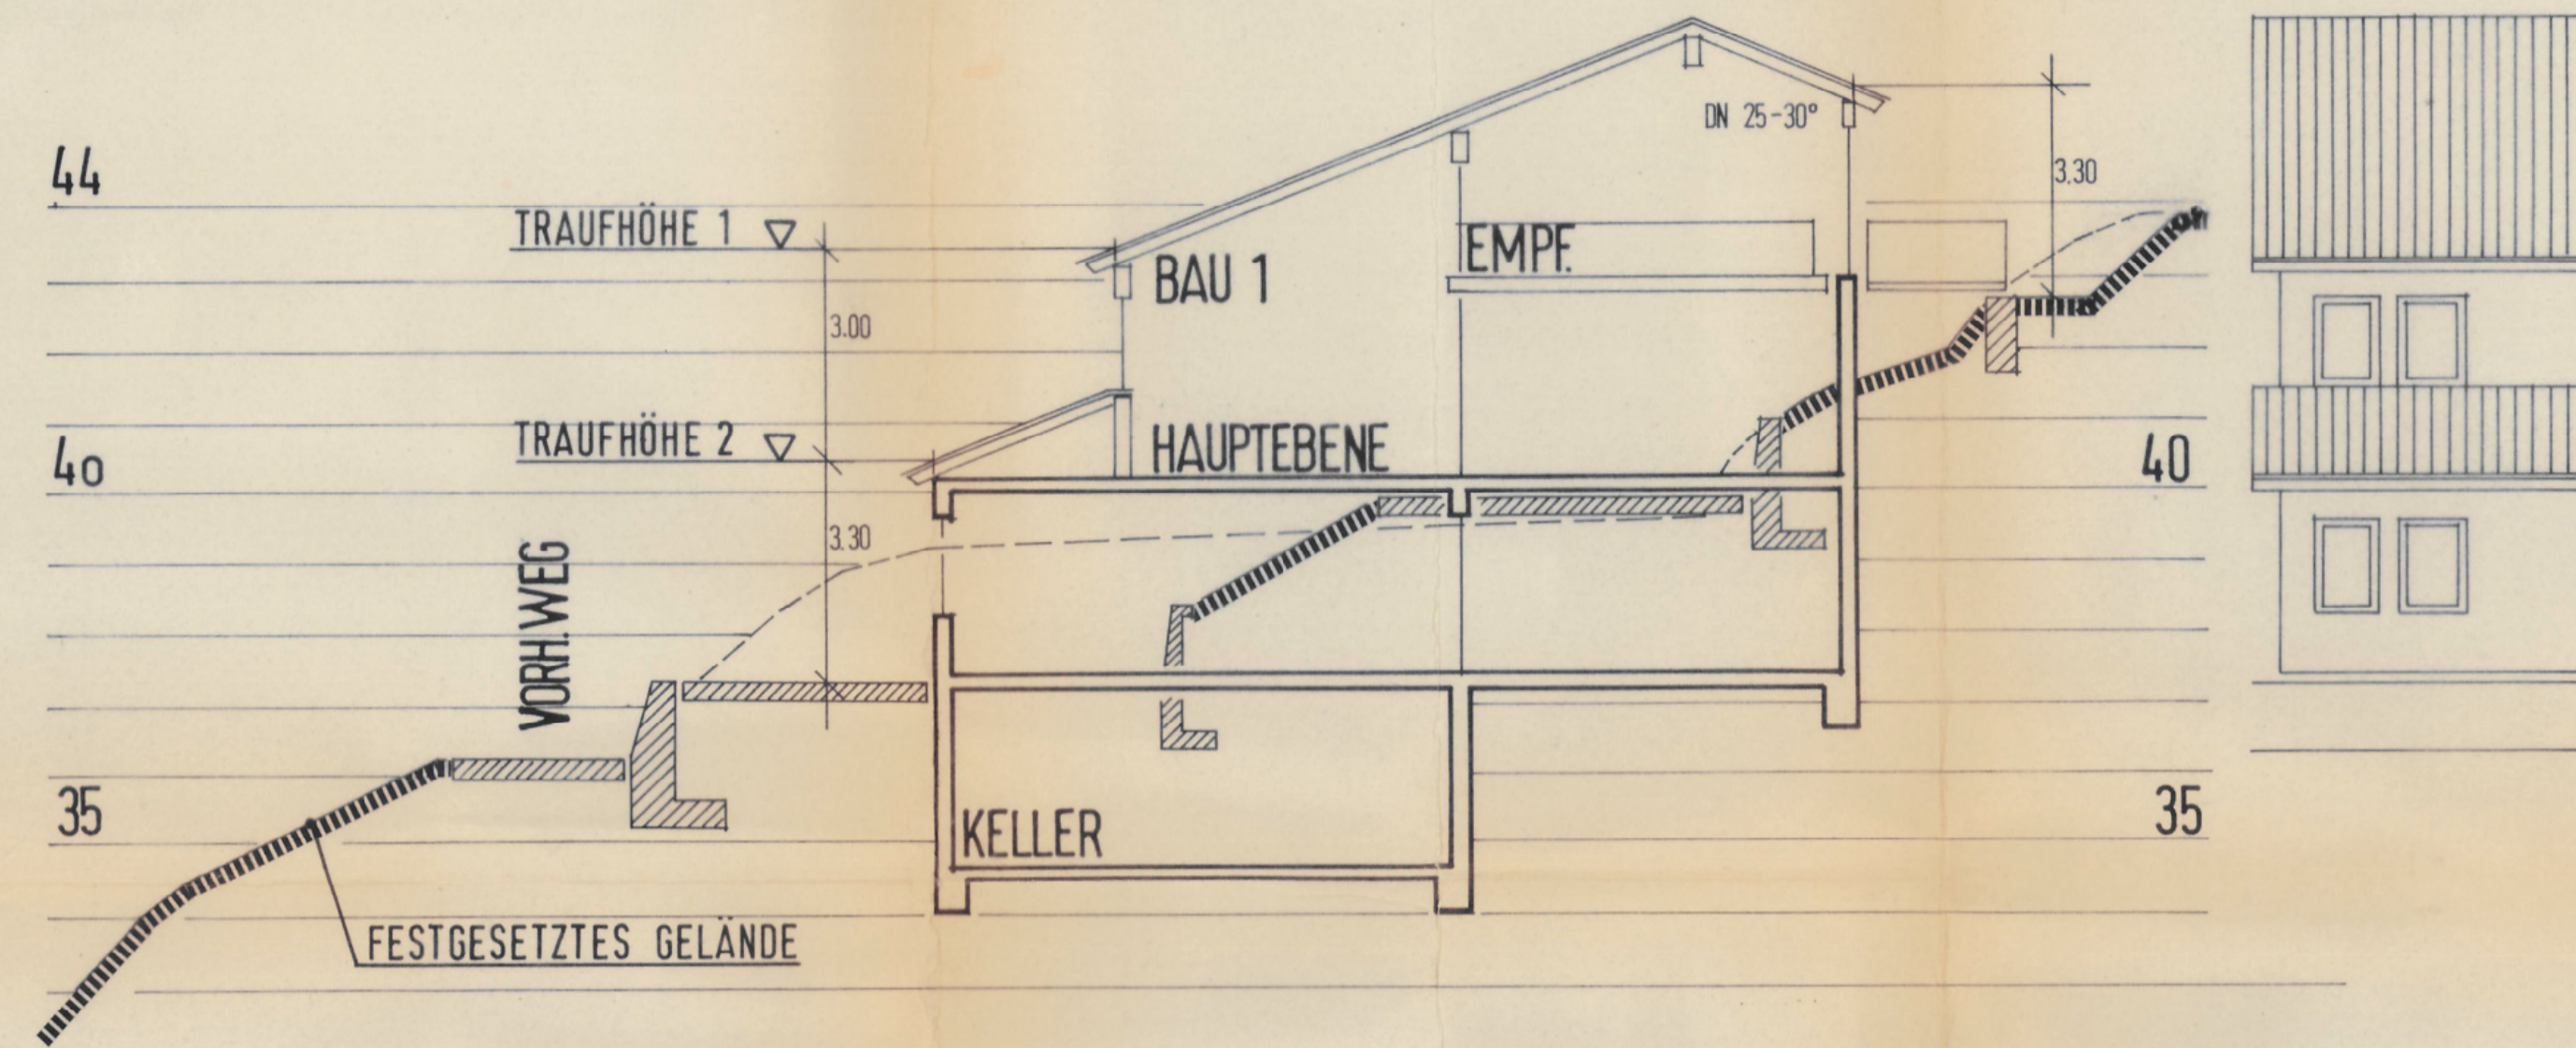 DN 25-30°
44
3.30
TRAUFHÖHE 1
EMPF.
BAU 1
3.00
TRAUFHÖHE 2
HAUPTEBENE
40
40
3.30
VORH. WEG
35
35
KELLER
FESTGESETZTES GELÄNDE